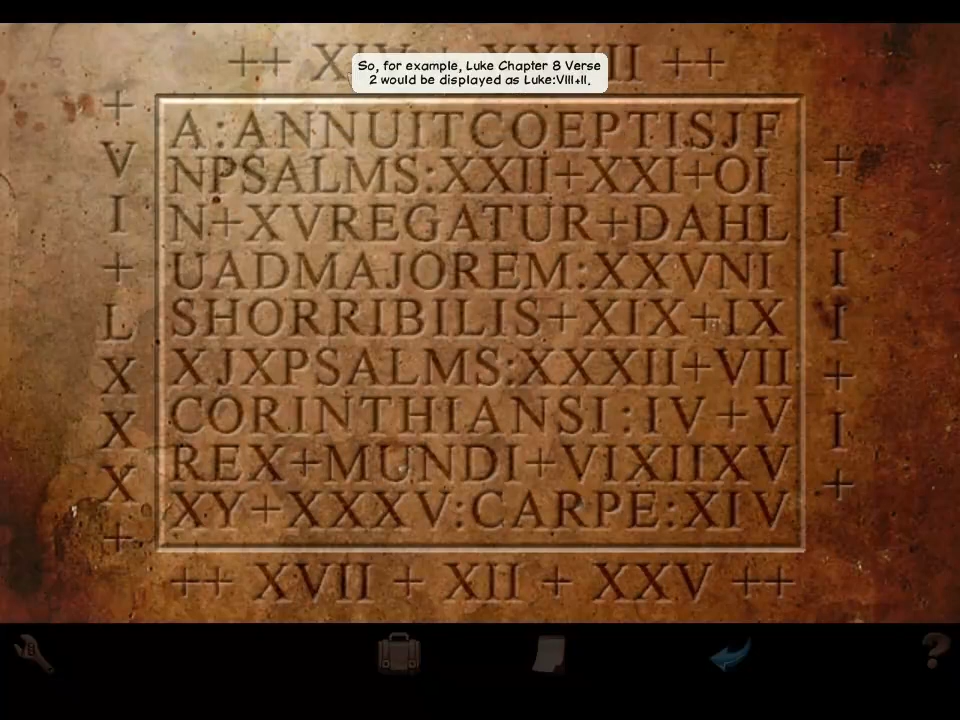 ++ XIV + XXVII ++
So, for example, Luke Chapter 8 Verse
2 would be displayed as Luke:VIII+II.
+
V
I
+
L
X
X
X
+
A:ANNUITCOEPTISJF
NPSALMS:XXII+XXI+OI
N+XVREGATUR+DAHL
UADMAJOREM:XXVNI
SHORRIBILIS+XIX+IX
XJXPSALMS:XXXII+VII
CORINTHIANSI:IV+V
REX+MUNDI+VIXIIXV
XY+XXXV:CARPE:XIV
+
I
I
I
+
I
+
++ XVII + XII + XXV ++
?